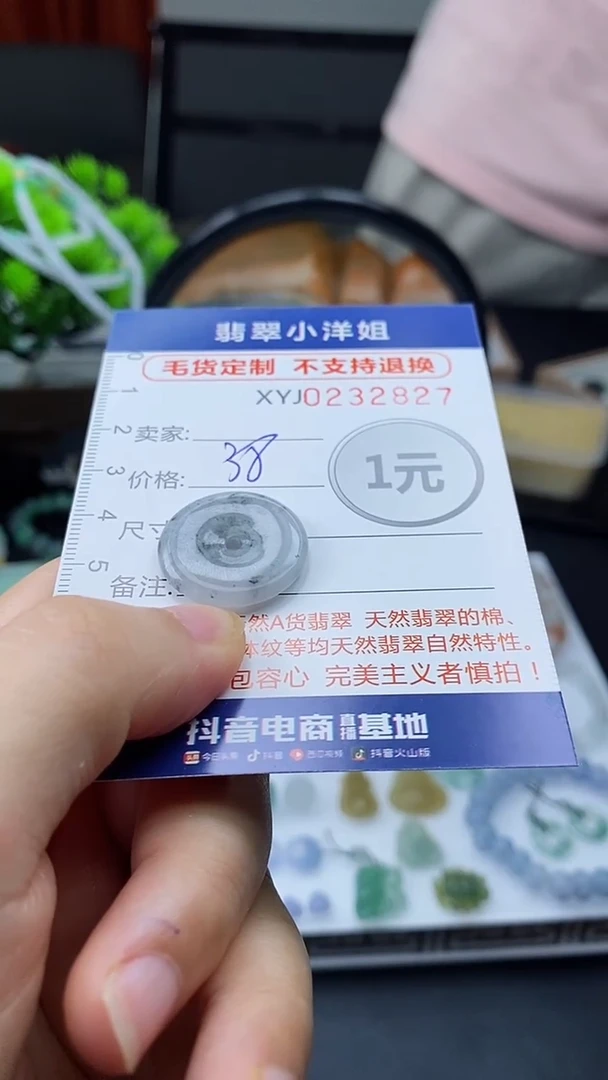 翡翠小洋姐
毛货定制 不支持退换
XYJ0232827
0
1
2
3
4
5
卖家:
价格: 38
1元
尺寸
备注:
然A货翡翠 天然翡翠的棉、
体纹等均天然翡翠自然特性。
包容心 完美主义者慎拍！
抖音电商直播基地
今日头条 抖音 西瓜视频 抖音火山版